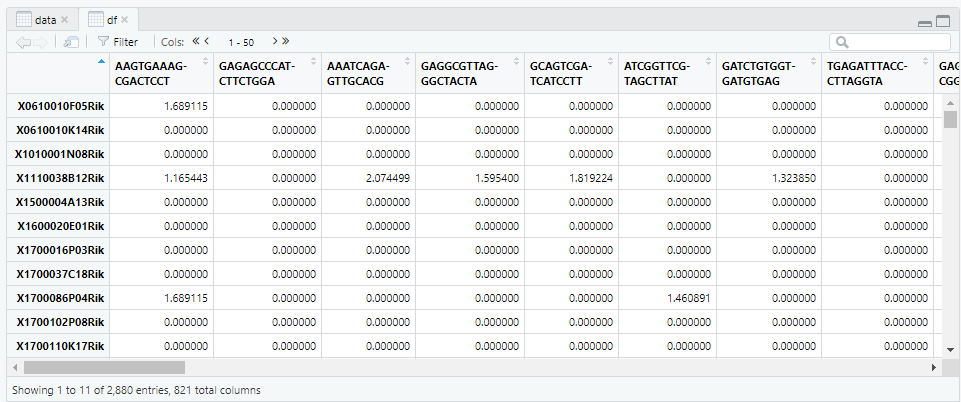 data df
Filter Cols: 1 - 50
AAGTGAAAG- GAGAGCCCAT- AAATCAGA- GAGGCGTTAG- GCAGTCGA- ATCGGTTCG- GATCTGTGGT- TGAGATTTACC- GAG
CGACTCCT CTTCTGGA GTTGCACG GGCTACTA TCATCCTT TAGCTTAT GATGTGAG CTTAGGTA CGG
X0610010F05Rik 1.689115 0.000000 0.000000 0.000000 0.000000 0.000000 0.000000 0.000000
X0610010K14Rik 0.000000 0.000000 0.000000 0.000000 0.000000 0.000000 0.000000 0.000000
X1010001N08Rik 0.000000 0.000000 0.000000 0.000000 0.000000 0.000000 0.000000 0.000000
X1110038B12Rik 1.165443 0.000000 2.074499 1.595400 1.819224 0.000000 1.323850 0.000000
X1500004A13Rik 0.000000 0.000000 0.000000 0.000000 0.000000 0.000000 0.000000 0.000000
X1600020E01Rik 0.000000 0.000000 0.000000 0.000000 0.000000 0.000000 0.000000 0.000000
X1700016P03Rik 0.000000 0.000000 0.000000 0.000000 0.000000 0.000000 0.000000 0.000000
X1700037C18Rik 0.000000 0.000000 0.000000 0.000000 0.000000 0.000000 0.000000 0.000000
X1700086P04Rik 1.689115 0.000000 0.000000 0.000000 0.000000 1.460891 0.000000 0.000000
X1700102P08Rik 0.000000 0.000000 0.000000 0.000000 0.000000 0.000000 0.000000 0.000000
X1700110K17Rik 0.000000 0.000000 0.000000 0.000000 0.000000 0.000000 0.000000 0.000000
Showing 1 to 11 of 2,880 entries, 821 total columns